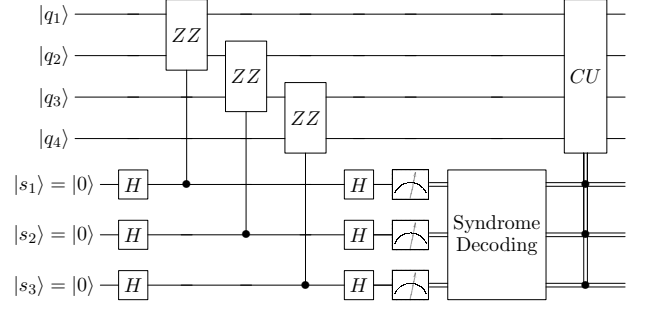 |q₁⟩
ZZ
|q₂⟩
ZZ
CU
|q₃⟩
ZZ
|q₄⟩
|s₁⟩ = |0⟩ H H
|s₂⟩ = |0⟩ H H
Syndrome
Decoding
|s₃⟩ = |0⟩ H H